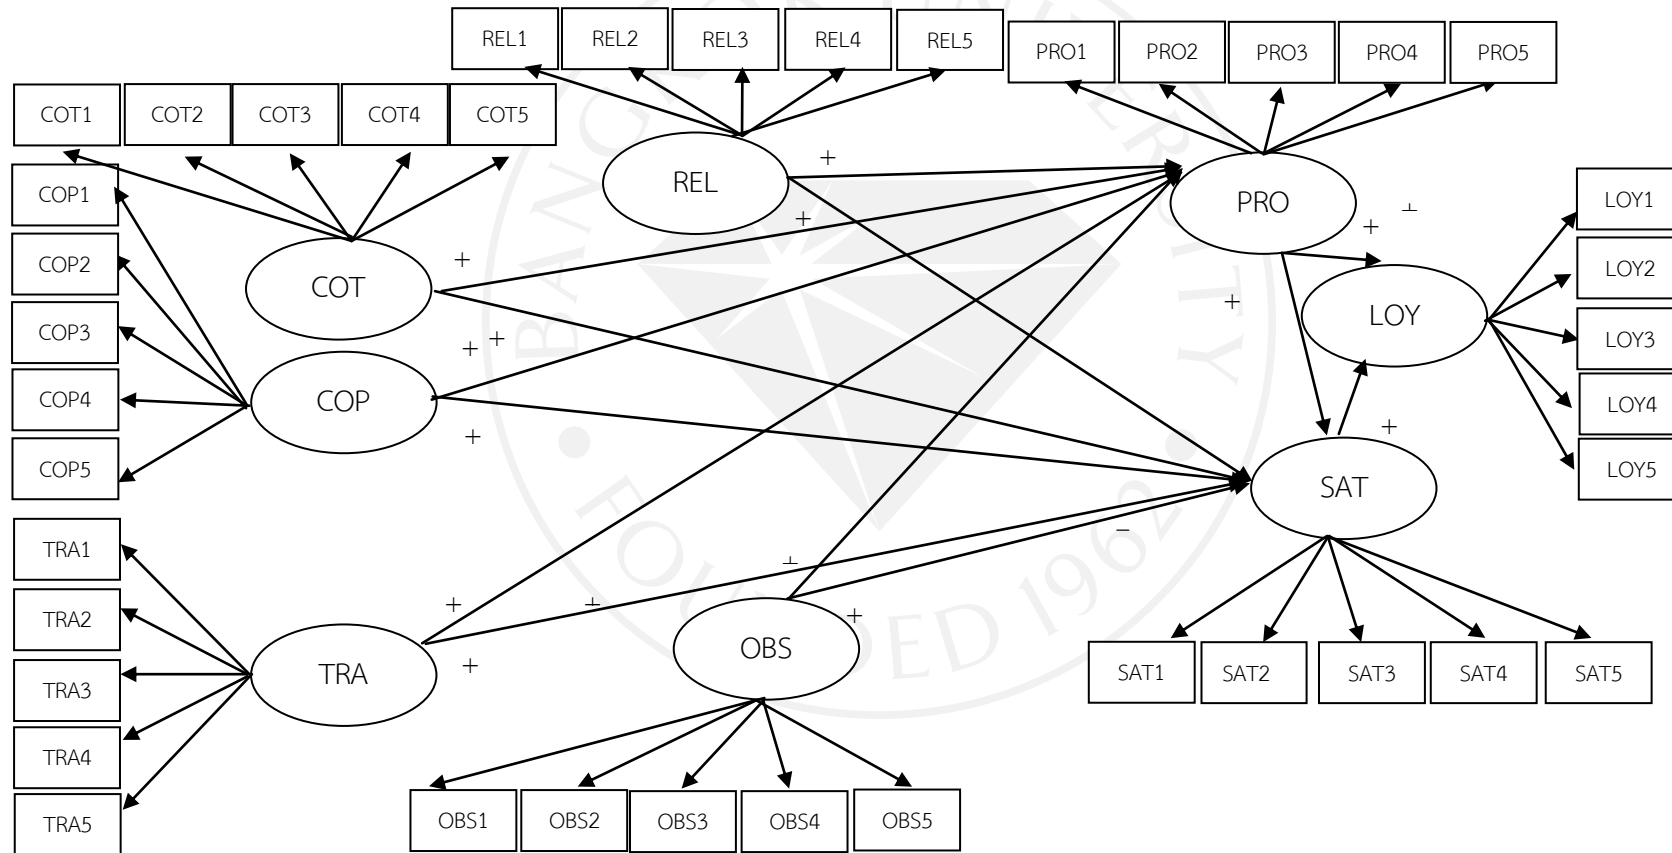 REL1 REL2 REL3 REL4 REL5
PRO1 PRO2 PRO3 PRO4 PRO5
COT1 COT2 COT3 COT4 COT5
COP1
COP2
COP3
COP4
COP5
REL
PRO
COT
COP
LOY
LOY1
LOY2
LOY3
LOY4
LOY5
SAT
SAT1 SAT2 SAT3 SAT4 SAT5
TRA1
TRA2
TRA3
TRA4
TRA5
TRA
OBS
OBS1 OBS2 OBS3 OBS4 OBS5
+
+
+
+ +
+
+
+
+
+
+
+
−
FOUNDED 1962